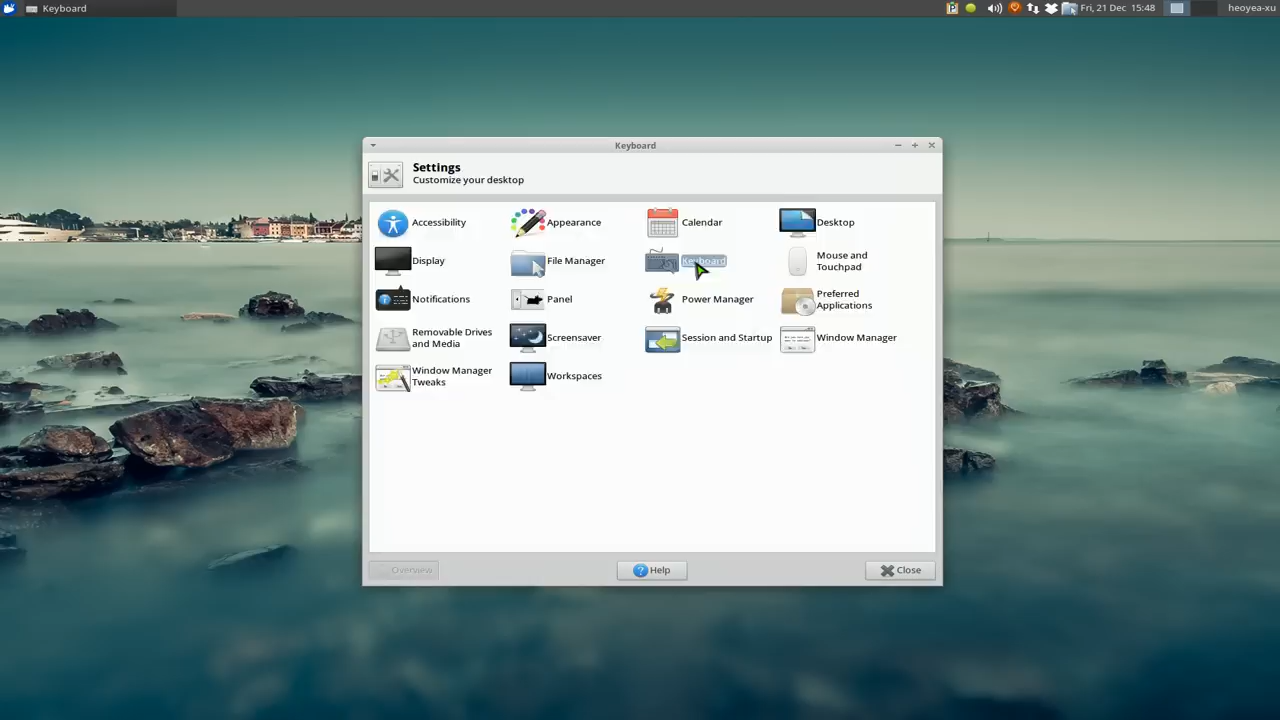 Keyboard
Fri, 21 Dec 15:48
heoyea-xu
Keyboard
Settings
Customize your desktop
Accessibility
Appearance
Calendar
Desktop
Display
File Manager
Keyboard
Mouse and
Touchpad
Notifications
Panel
Power Manager
Preferred
Applications
Removable Drives
and Media
Screensaver
Session and Startup
Window Manager
Window Manager
Tweaks
Workspaces
Overview
Help
Close